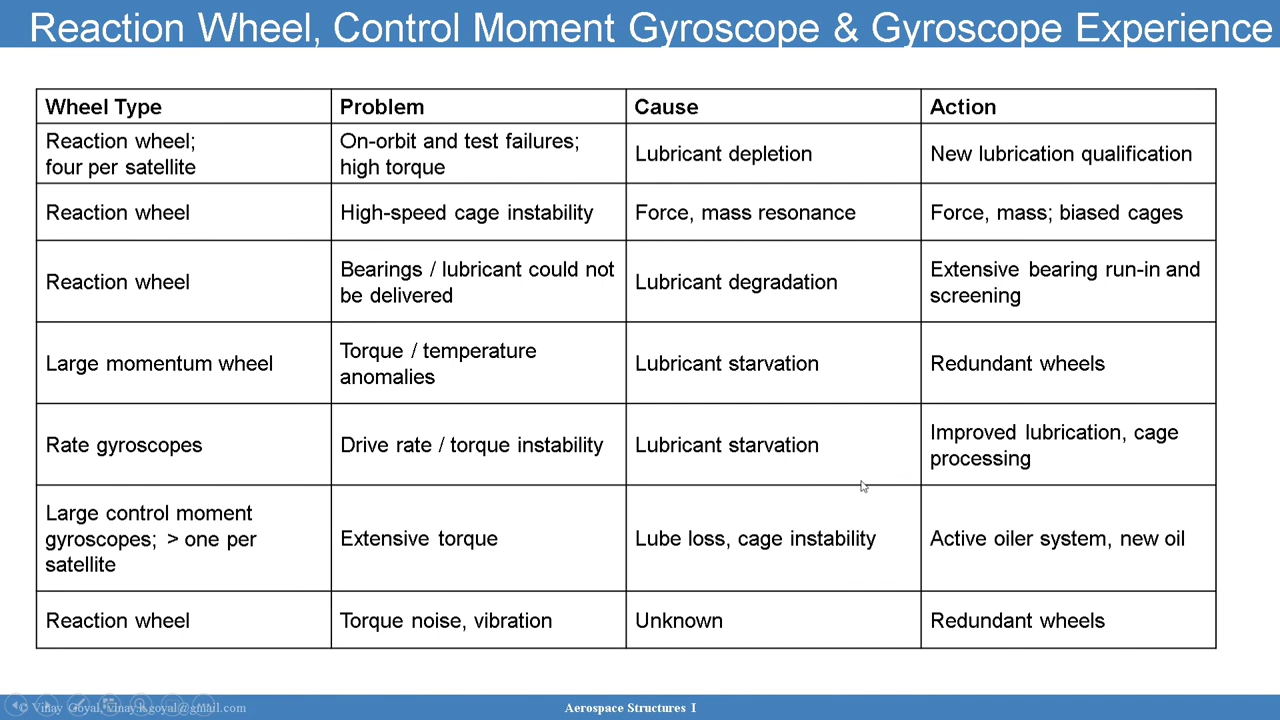 Reaction Wheel, Control Moment Gyroscope & Gyroscope Experience
Wheel Type
Problem
Cause
Action
Reaction wheel;
four per satellite
On-orbit and test failures;
high torque
Lubricant depletion
New lubrication qualification
Reaction wheel
High-speed cage instability
Force, mass resonance
Force, mass; biased cages
Reaction wheel
Bearings / lubricant could not
be delivered
Lubricant degradation
Extensive bearing run-in and
screening
Large momentum wheel
Torque / temperature
anomalies
Lubricant starvation
Redundant wheels
Rate gyroscopes
Drive rate / torque instability
Lubricant starvation
Improved lubrication, cage
processing
Large control moment
gyroscopes; > one per
satellite
Extensive torque
Lube loss, cage instability
Active oiler system, new oil
Reaction wheel
Torque noise, vibration
Unknown
Redundant wheels
© Vinay Goyal, vinay.k.goyal@gmail.com
Aerospace Structures I